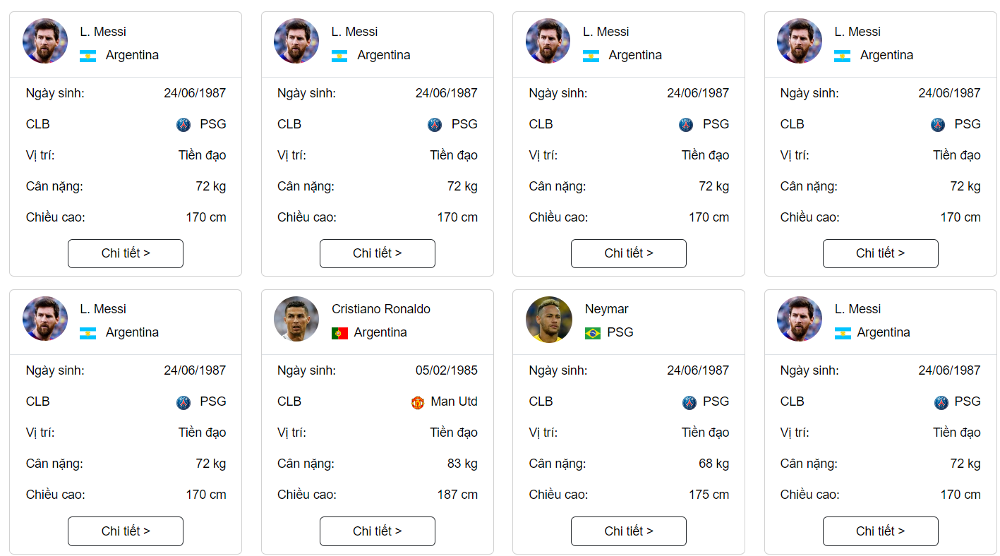 L. Messi
Argentina
Ngày sinh: 24/06/1987
CLB PSG
Vị trí: Tiền đạo
Cân nặng: 72 kg
Chiều cao: 170 cm
Chi tiết >
L. Messi
Argentina
Ngày sinh: 24/06/1987
CLB PSG
Vị trí: Tiền đạo
Cân nặng: 72 kg
Chiều cao: 170 cm
Chi tiết >
L. Messi
Argentina
Ngày sinh: 24/06/1987
CLB PSG
Vị trí: Tiền đạo
Cân nặng: 72 kg
Chiều cao: 170 cm
Chi tiết >
L. Messi
Argentina
Ngày sinh: 24/06/1987
CLB PSG
Vị trí: Tiền đạo
Cân nặng: 72 kg
Chiều cao: 170 cm
Chi tiết >
L. Messi
Argentina
Ngày sinh: 24/06/1987
CLB PSG
Vị trí: Tiền đạo
Cân nặng: 72 kg
Chiều cao: 170 cm
Chi tiết >
Cristiano Ronaldo
Argentina
Ngày sinh: 05/02/1985
CLB Man Utd
Vị trí: Tiền đạo
Cân nặng: 83 kg
Chiều cao: 187 cm
Chi tiết >
Neymar
PSG
Ngày sinh: 24/06/1987
CLB PSG
Vị trí: Tiền đạo
Cân nặng: 68 kg
Chiều cao: 175 cm
Chi tiết >
L. Messi
Argentina
Ngày sinh: 24/06/1987
CLB PSG
Vị trí: Tiền đạo
Cân nặng: 72 kg
Chiều cao: 170 cm
Chi tiết >